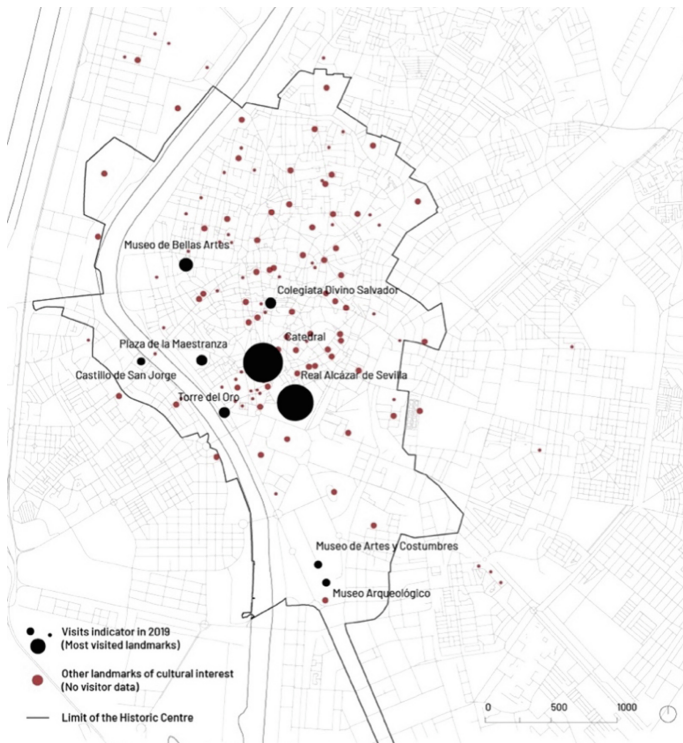 Museo de Bellas Artes
Colegiata Divino Salvador
Plaza de la Maestranza
Catedral
Castillo de San Jorge
Real Alcázar de Sevilla
Torre del Oro
Museo de Artes y Costumbres
Museo Arqueológico
Visits indicator in 2019
(Most visited landmarks)
Other landmarks of cultural interest
(No visitor data)
Limit of the Historic Centre
0 500 1000